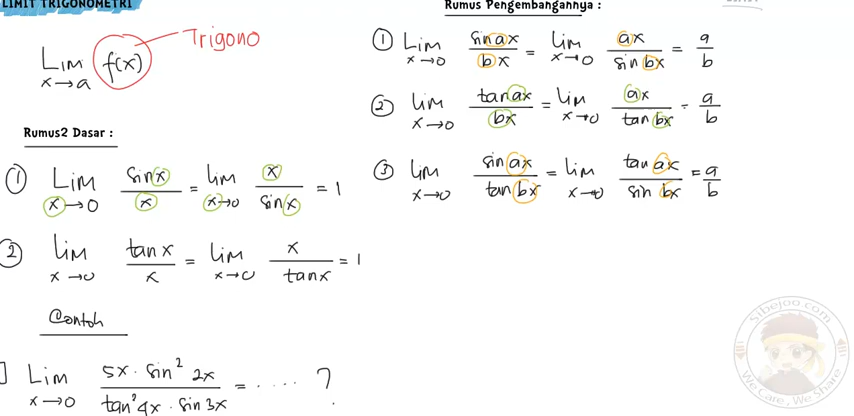 LIMIT TRIGONOMETRI
Lim x→a f(x) Trigono
Rumus2 Dasar :
① Lim x→0 sin x / x = lim x→0 x / sin x = 1
② lim x→0 tan x / x = lim x→0 x / tan x = 1
Contoh
Lim x→0 5x · sin² 2x / tan² 4x · sin 3x = ..... ?
Rumus Pengembangannya :
① Lim x→0 sin ax / bx = lim x→0 ax / sin bx = a / b
② lim x→0 tan ax / bx = lim x→0 ax / tan bx = a / b
③ lim x→0 sin ax / tan bx = lim x→0 tan ax / sin bx = a / b
Sibejoo.com
We Care, We Share